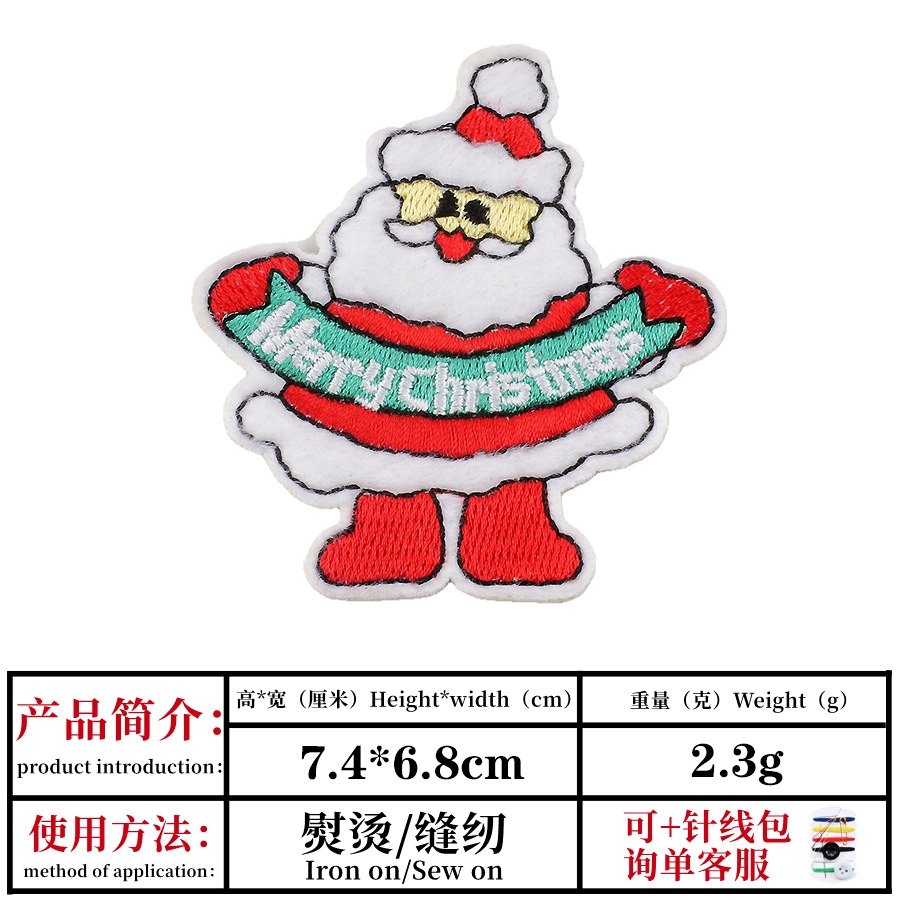 Merry Christmas
产品简介：
product introduction：
高*宽（厘米）Height*width（cm）
重量（克）Weight（g）
7.4*6.8cm
2.3g
使用方法：
method of application：
熨烫/缝纫
Iron on/Sew on
可+针线包
询单客服